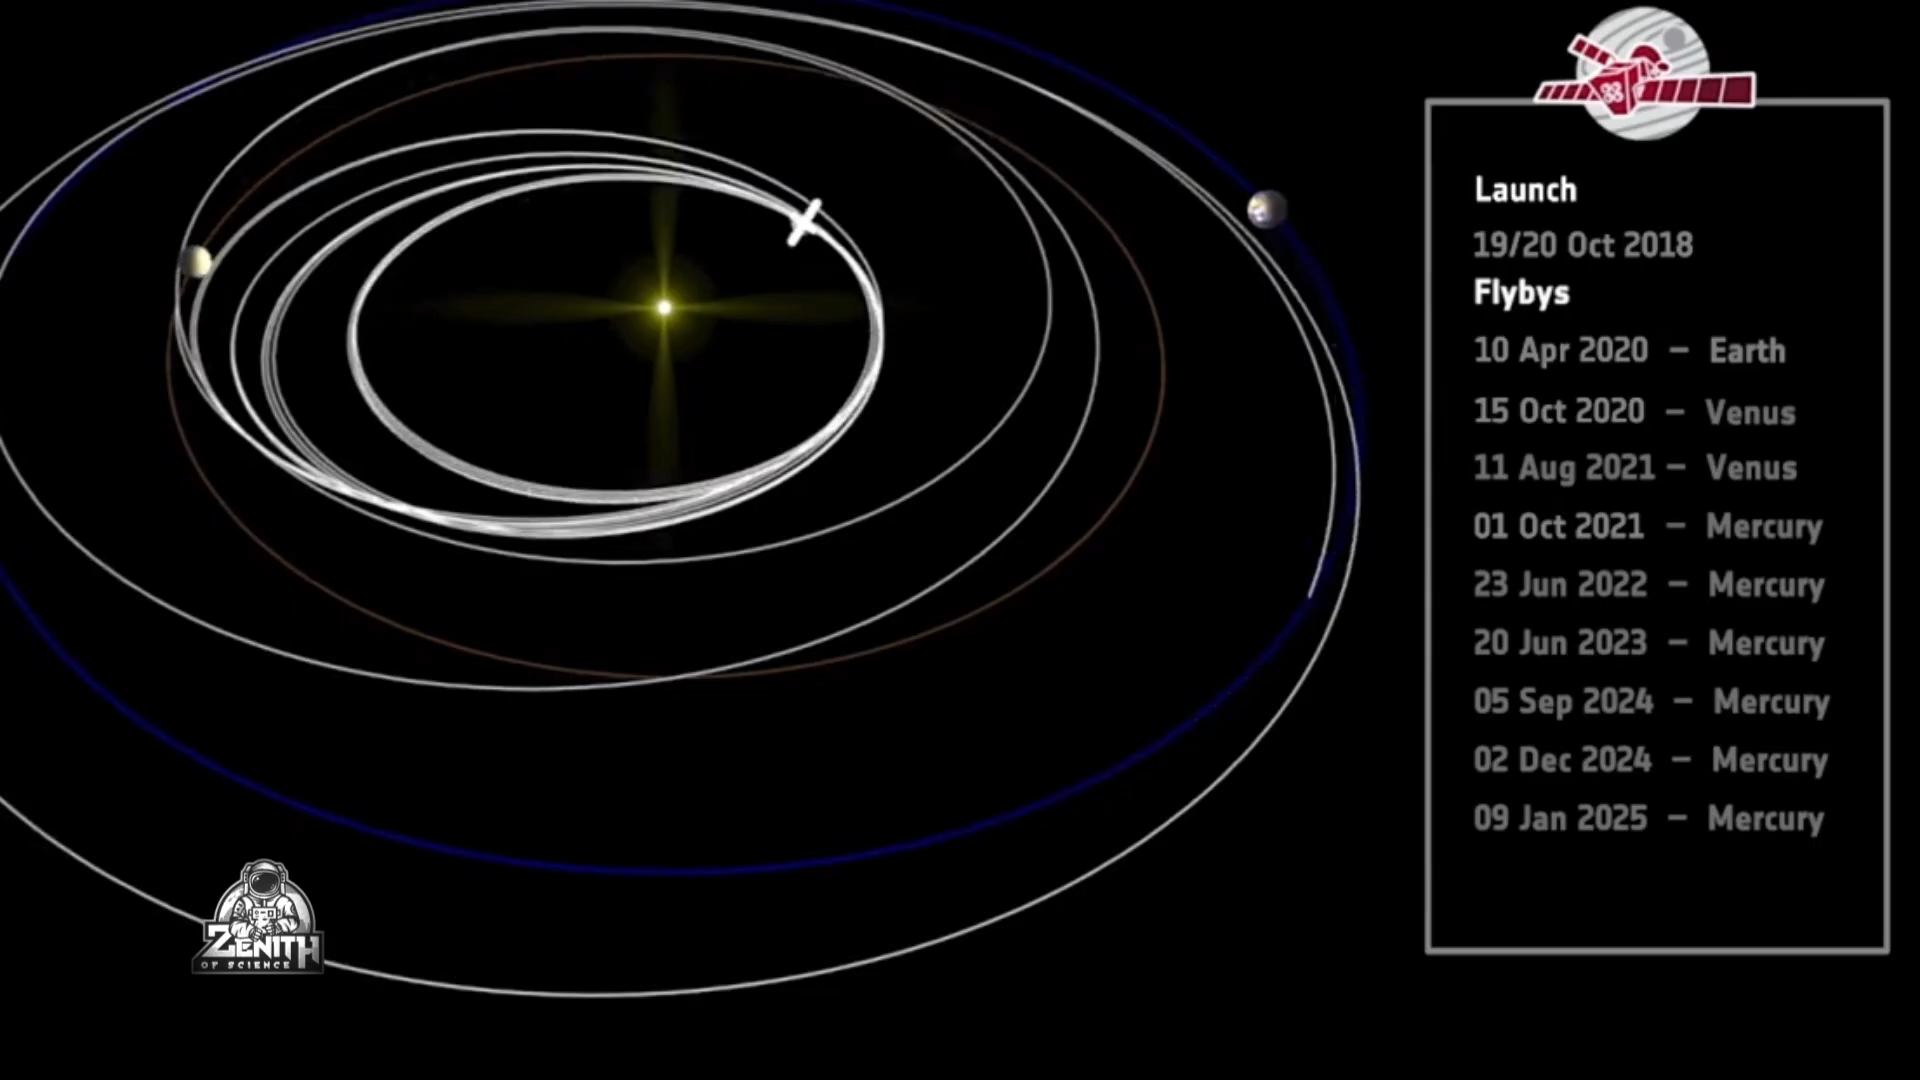 Launch
19/20 Oct 2018
Flybys
10 Apr 2020 – Earth
15 Oct 2020 – Venus
11 Aug 2021 – Venus
01 Oct 2021 – Mercury
23 Jun 2022 – Mercury
20 Jun 2023 – Mercury
05 Sep 2024 – Mercury
02 Dec 2024 – Mercury
09 Jan 2025 – Mercury
ZENITH
OF SCIENCE